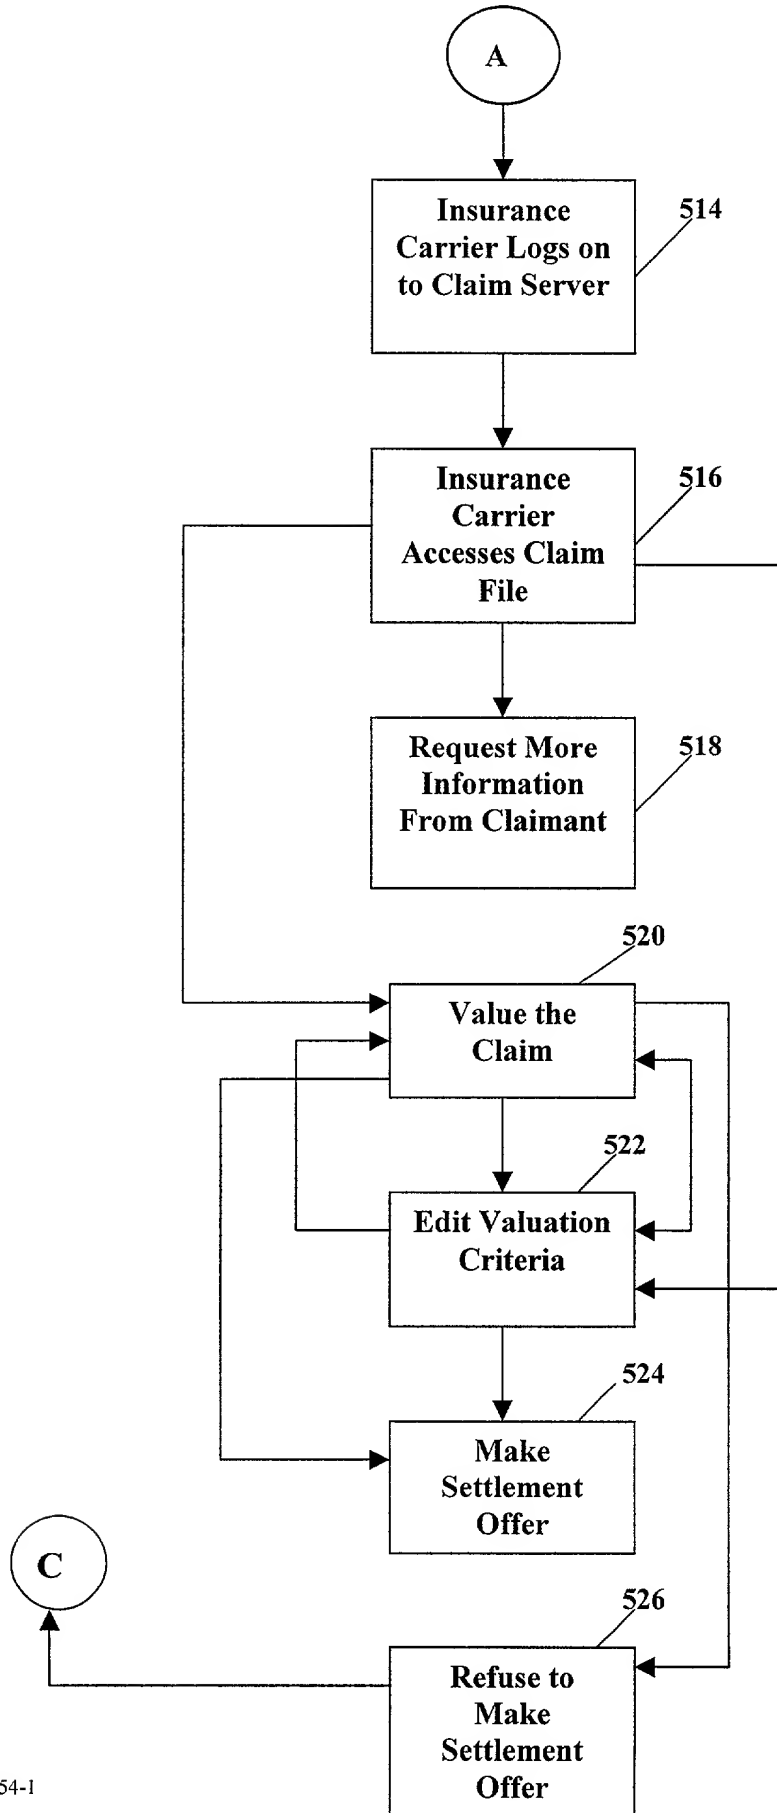 A
Insurance
Carrier Logs on
to Claim Server
514
Insurance
Carrier
Accesses Claim
File
516
Request More
Information
From Claimant
518
520
Value the
Claim
522
Edit Valuation
Criteria
524
Make
Settlement
Offer
C
526
Refuse to
Make
Settlement
Offer
54-I